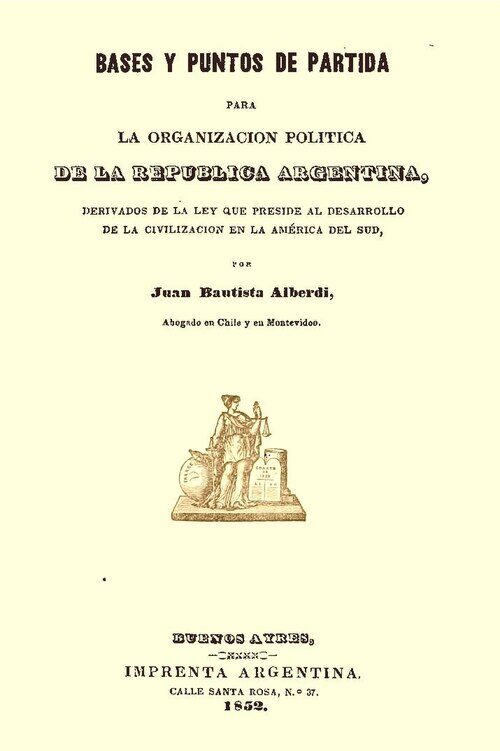 BASES Y PUNTOS DE PARTIDA
PARA
LA ORGANIZACION POLITICA
DE LA REPUBLICA ARGENTINA,
DERIVADOS DE LA LEY QUE PRESIDE AL DESARROLLO
DE LA CIVILIZACION EN LA AMÉRICA DEL SUD,
POR
Juan Bautista Alberdi,
Abogado en Chile y en Montevideo.
BUENOS AYRES,
IMPRENTA ARGENTINA.
CALLE SANTA ROSA, N.º 37.
1852.